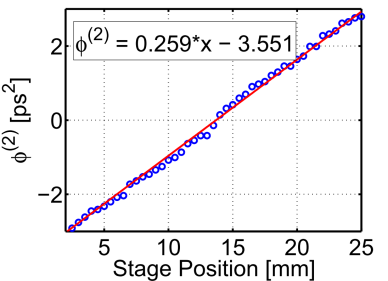 ϕ(2) = 0.259*x − 3.551
ϕ(2) [ps2]
2
0
−2
5
10
15
20
25
Stage Position [mm]